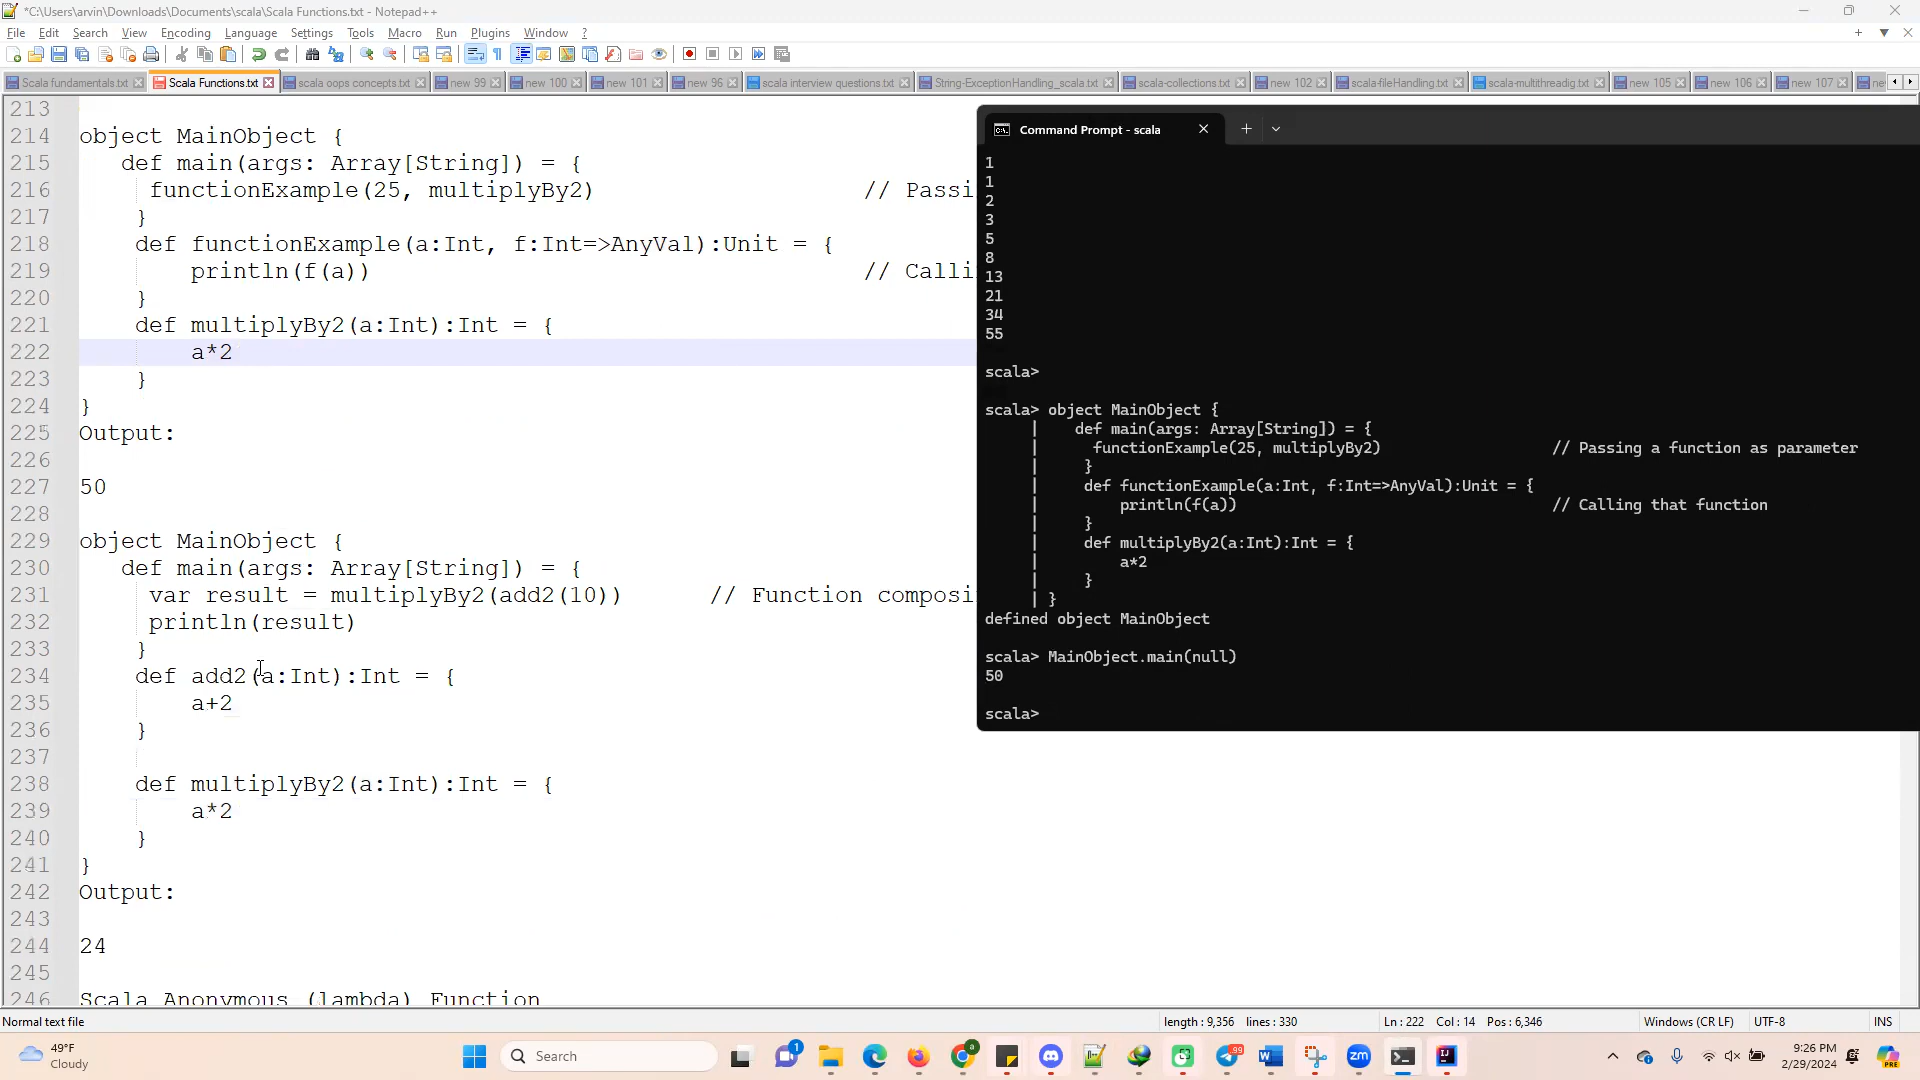 *C:\Users\arvin\Downloads\Documents\scala\Scala Functions.txt - Notepad++
File Edit Search View Encoding Language Settings Tools Macro Run Plugins Window ?
Scala fundamentals.txt Scala Functions.txt scala oops concepts.txt new 99 new 100 new 101 new 96 scala interview questions.txt String-ExceptionHandling_scala.txt scala-collections.txt new 102 scala-fileHandling.txt scala-multithreadig.txt new 105 new 106 new 107 nev
213
214 object MainObject {
215 def main(args: Array[String]) = {
216 functionExample(25, multiplyBy2) // Passi
217 }
218 def functionExample(a:Int, f:Int=>AnyVal):Unit = {
219 println(f(a)) // Calli
220 }
221 def multiplyBy2(a:Int):Int = {
222 a*2
223 }
224 }
225 Output:
226
227 50
228
229 object MainObject {
230 def main(args: Array[String]) = {
231 var result = multiplyBy2(add2(10)) // Function composi
232 println(result)
233 }
234 def add2(a:Int):Int = {
235 a+2
236 }
237
238 def multiplyBy2(a:Int):Int = {
239 a*2
240 }
241 }
242 Output:
243
244 24
245
246 Scala Anonymous (lambda) Function
Command Prompt - scala
1
1
2
3
5
8
13
21
34
55
scala>
scala> object MainObject {
| def main(args: Array[String]) = {
| functionExample(25, multiplyBy2) // Passing a function as parameter
| }
| def functionExample(a:Int, f:Int=>AnyVal):Unit = {
| println(f(a)) // Calling that function
| }
| def multiplyBy2(a:Int):Int = {
| a*2
| }
| }
defined object MainObject
scala> MainObject.main(null)
50
scala>
Normal text file length : 9,356 lines : 330 Ln : 222 Col : 14 Pos : 6,346 Windows (CR LF) UTF-8 INS
49°F
Cloudy
Search
1
a
99
zm
9:26 PM
2/29/2024
PRE